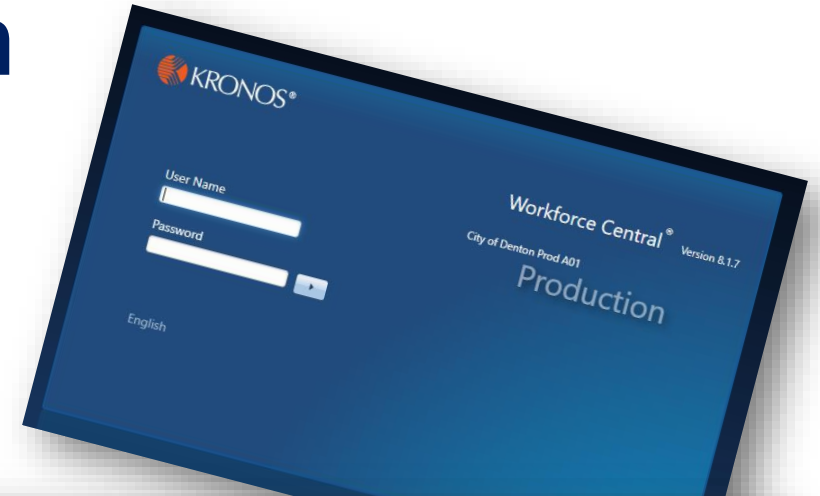 n
KRONOS®
User Name
Password
English
Workforce Central® Version 8.1.7
City of Denton Prod A01
Production